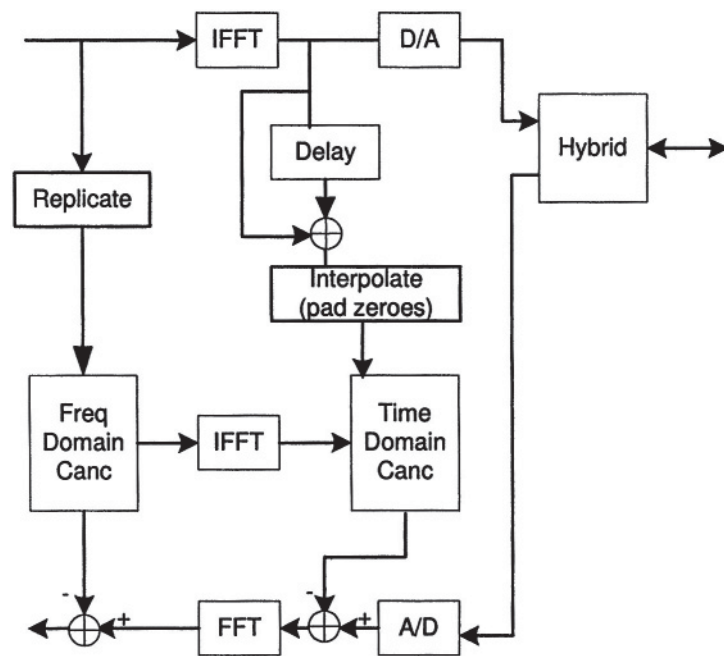 IFFT
D/A
Delay
Hybrid
Replicate
Interpolate
(pad zeroes)
Freq
Domain
Canc
IFFT
Time
Domain
Canc
-
+
FFT
-
+
A/D